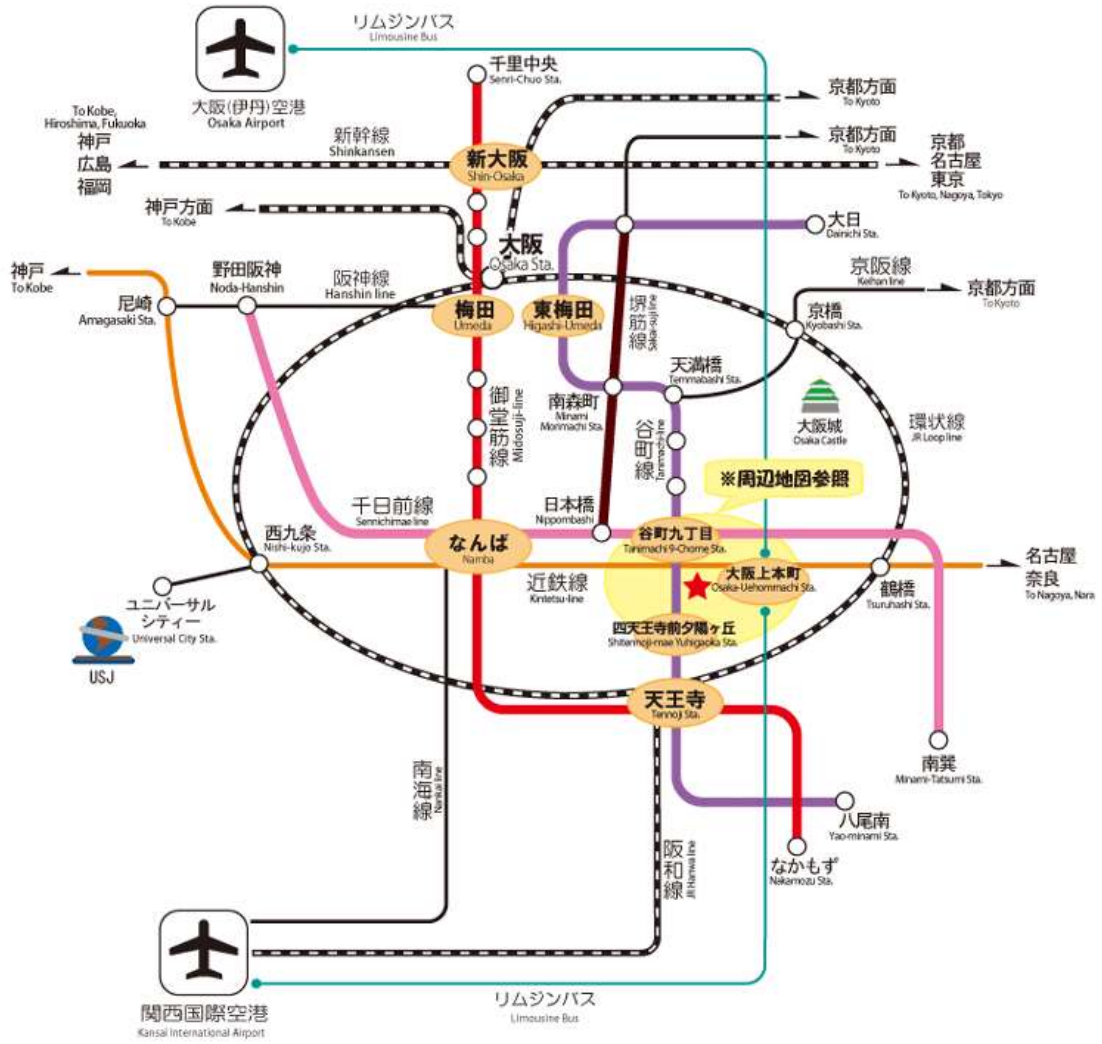 リムジンバス
Limousine Bus
大阪(伊丹)空港
Osaka Airport
千里中央
Senri-Chuo Sta.
京都方面
To Kyoto
京都方面
To Kyoto
To Kobe,
Hiroshima, Fukuoka
神戸
広島
福岡
新幹線
Shinkansen
新大阪
Shin-Osaka
京都
名古屋
東京
To Kyoto, Nagoya, Tokyo
神戸方面
To Kobe
大阪
Osaka Sta.
大日
Dainichi Sta.
神戸
To Kobe
野田阪神
Noda-Hanshin
阪神線
Hanshin line
京阪線
Keihan line
京都方面
To Kyoto
尼崎
Amagasaki Sta.
梅田
Umeda
東梅田
Higashi-Umeda
堺筋線
Sakai-suji line
京橋
Kyobashi Sta.
天満橋
Temmabashi Sta.
御堂筋線
Midosuji-line
南森町
Minami
Morimachi Sta.
谷町線
Tanimachi-line
大阪城
Osaka Castle
環状線
JR Loop line
※周辺地図参照
千日前線
Sennichimae line
日本橋
Nippombashi
西九条
Nishi-kujo Sta.
なんば
Namba
谷町九丁目
Tanimachi 9-Chome Sta.
近鉄線
Kintetsu-line
大阪上本町
Osaka-Uehommachi Sta.
鶴橋
Tsuruhashi Sta.
名古屋
奈良
To Nagoya, Nara
ユニバーサル
シティー
Universal City Sta.
USJ
四天王寺前夕陽ヶ丘
Shitennoji-mae Yuhigaoka Sta.
天王寺
Tennoji Sta.
南巽
Minami-Tatsumi Sta.
南海線
Nankai line
八尾南
Yao-minami Sta.
阪和線
JR Hanwa line
なかもず
Nakamozu Sta.
関西国際空港
Kansai International Airport
リムジンバス
Limousine Bus